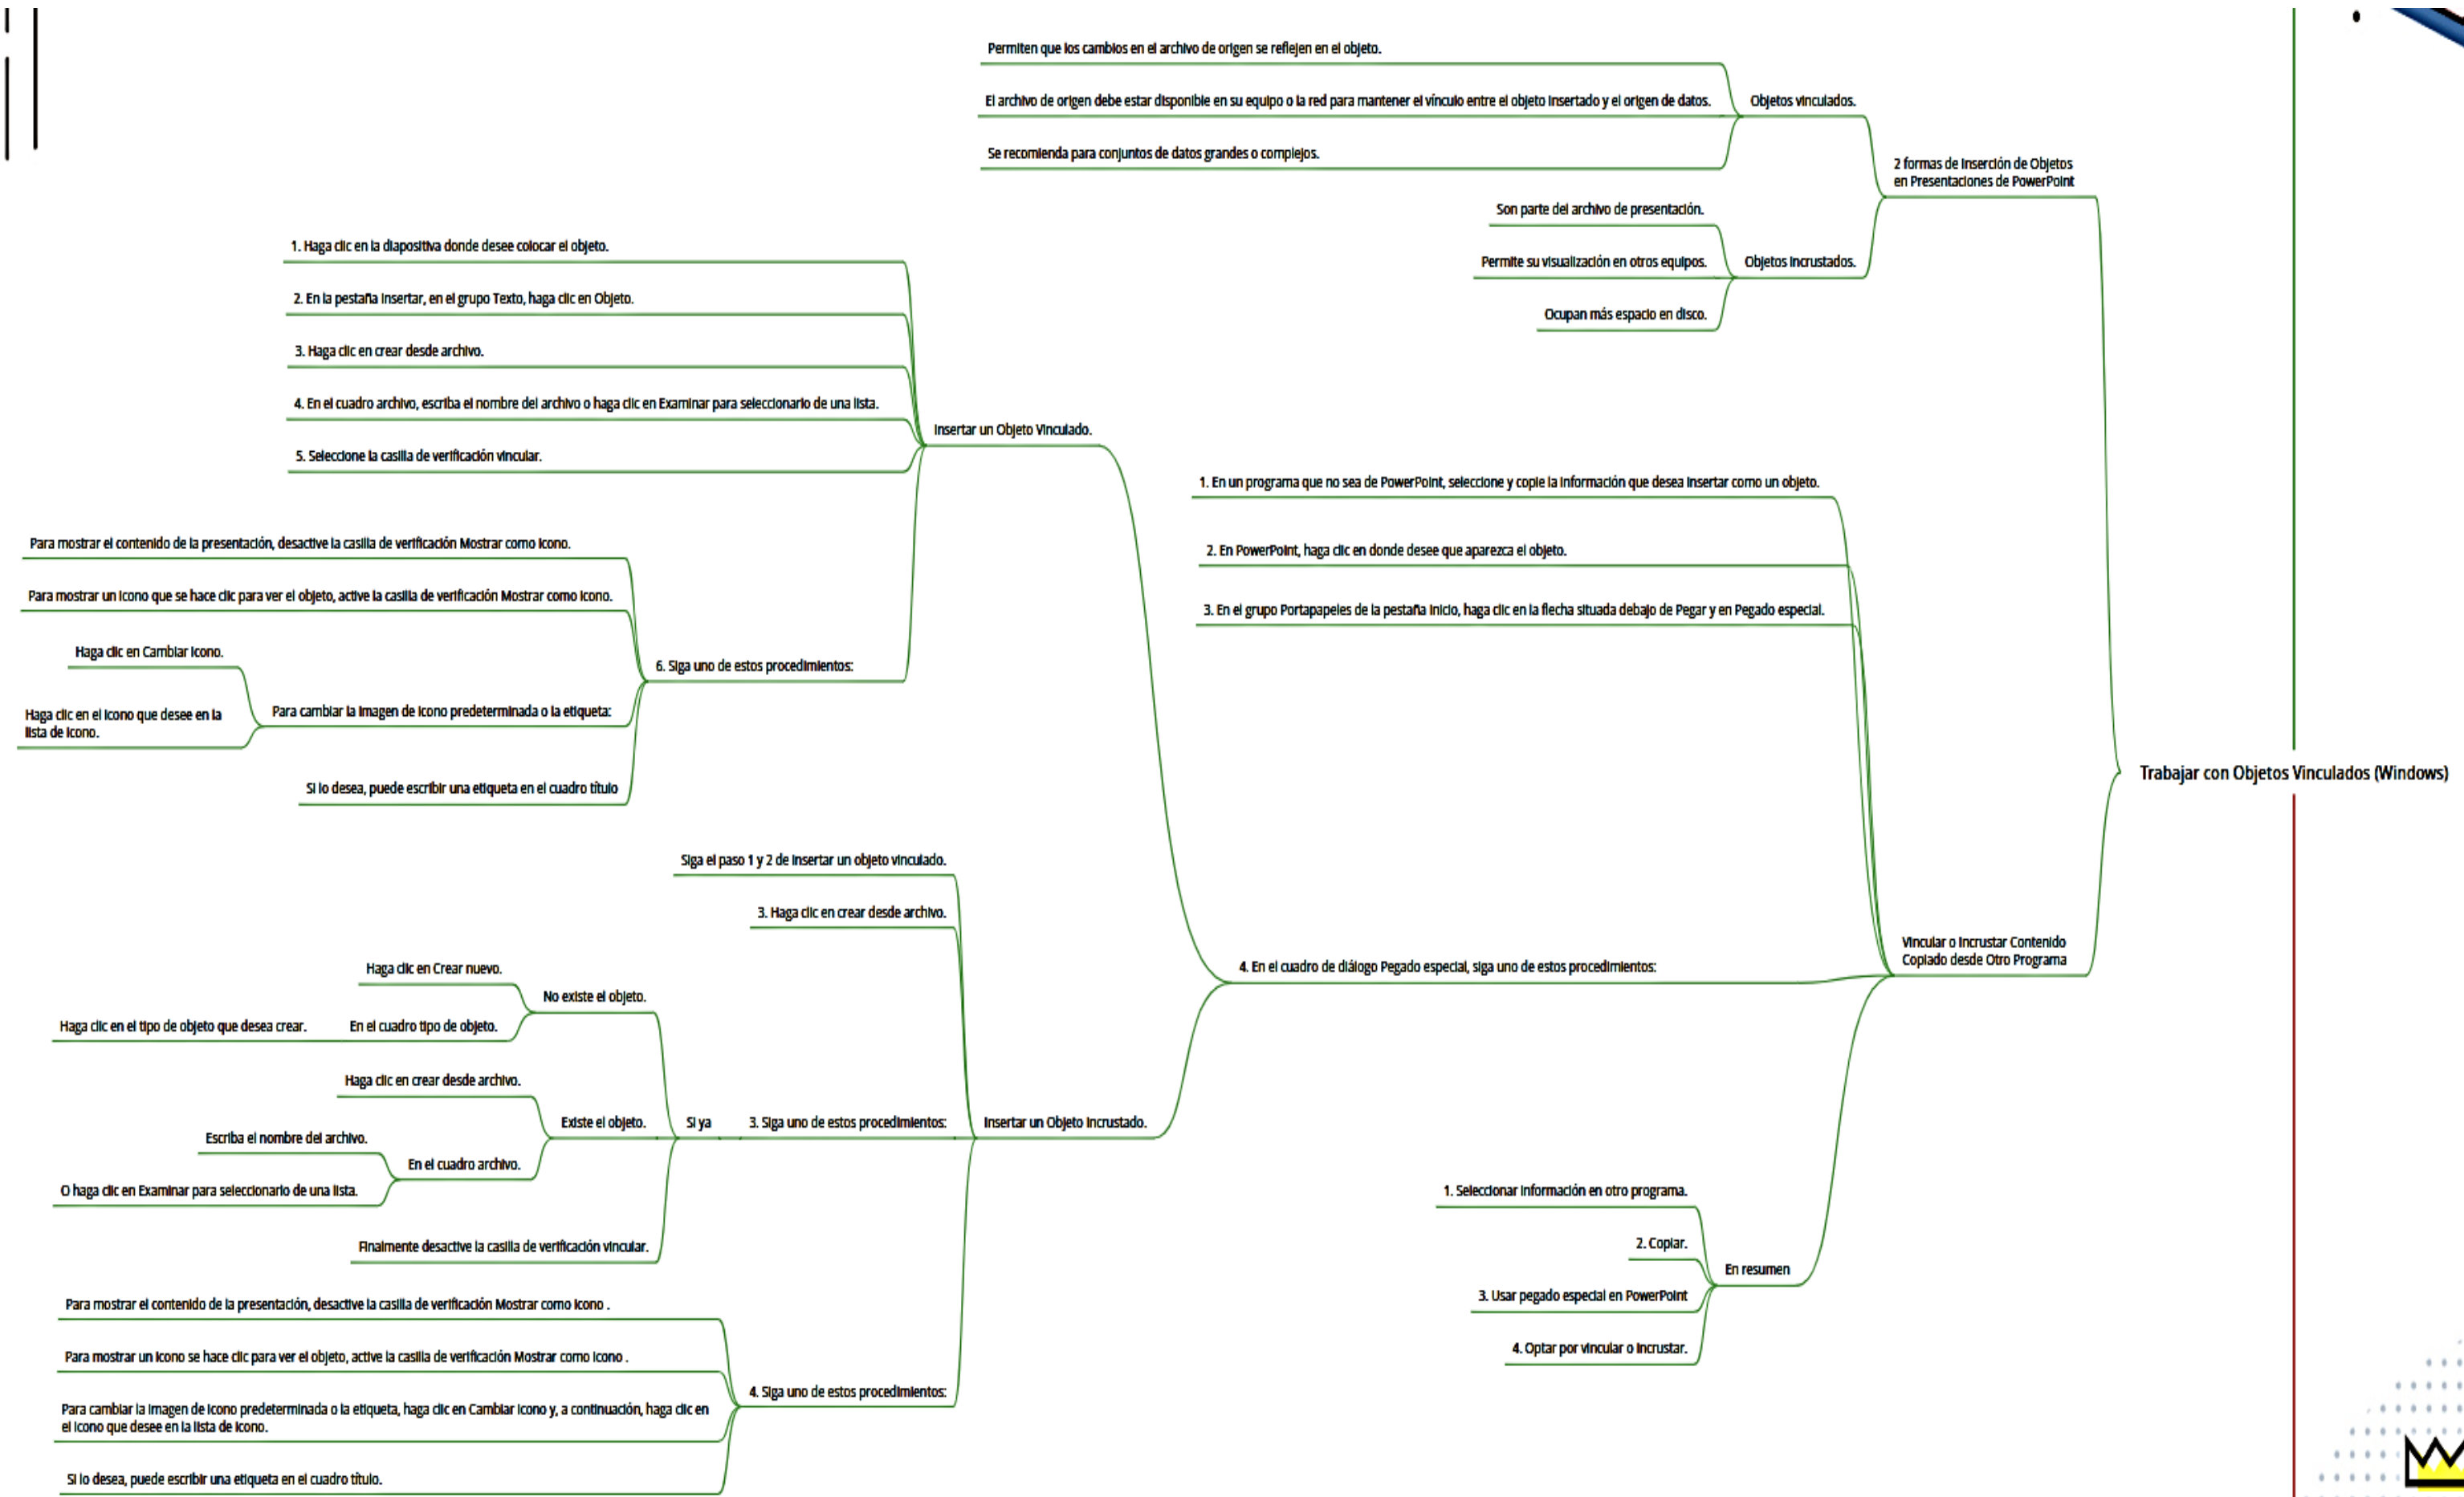 Trabajar con Objetos Vinculados (Windows)
2 formas de Inserción de Objetos
en Presentaciones de PowerPoint
Objetos vinculados.
Permiten que los cambios en el archivo de origen se reflejen en el objeto.
El archivo de origen debe estar disponible en su equipo o la red para mantener el vínculo entre el objeto insertado y el origen de datos.
Se recomienda para conjuntos de datos grandes o complejos.
Objetos incrustados.
Son parte del archivo de presentación.
Permite su visualización en otros equipos.
Ocupan más espacio en disco.
Vincular o Incrustar Contenido
Copiado desde Otro Programa
1. En un programa que no sea de PowerPoint, seleccione y copie la información que desea insertar como un objeto.
2. En PowerPoint, haga clic en donde desee que aparezca el objeto.
3. En el grupo Portapapeles de la pestaña Inicio, haga clic en la flecha situada debajo de Pegar y en Pegado especial.
4. En el cuadro de diálogo Pegado especial, siga uno de estos procedimientos:
Insertar un Objeto Vinculado.
1. Haga clic en la diapositiva donde desee colocar el objeto.
2. En la pestaña Insertar, en el grupo Texto, haga clic en Objeto.
3. Haga clic en crear desde archivo.
4. En el cuadro archivo, escriba el nombre del archivo o haga clic en Examinar para seleccionarlo de una lista.
5. Seleccione la casilla de verificación vincular.
6. Siga uno de estos procedimientos:
Para mostrar el contenido de la presentación, desactive la casilla de verificación Mostrar como icono.
Para mostrar un icono que se hace clic para ver el objeto, active la casilla de verificación Mostrar como icono.
Para cambiar la imagen de icono predeterminada o la etiqueta:
Haga clic en Cambiar icono.
Haga clic en el icono que desee en la
lista de icono.
Si lo desea, puede escribir una etiqueta en el cuadro título
Insertar un Objeto Incrustado.
Siga el paso 1 y 2 de insertar un objeto vinculado.
3. Haga clic en crear desde archivo.
3. Siga uno de estos procedimientos:
Si ya
No existe el objeto.
Haga clic en Crear nuevo.
En el cuadro tipo de objeto.
Haga clic en el tipo de objeto que desea crear.
Existe el objeto.
Haga clic en crear desde archivo.
En el cuadro archivo.
Escriba el nombre del archivo.
O haga clic en Examinar para seleccionarlo de una lista.
Finalmente desactive la casilla de verificación vincular.
4. Siga uno de estos procedimientos:
Para mostrar el contenido de la presentación, desactive la casilla de verificación Mostrar como icono .
Para mostrar un icono se hace clic para ver el objeto, active la casilla de verificación Mostrar como icono .
Para cambiar la imagen de icono predeterminada o la etiqueta, haga clic en Cambiar icono y, a continuación, haga clic en
el icono que desee en la lista de icono.
Si lo desea, puede escribir una etiqueta en el cuadro título.
En resumen
1. Seleccionar información en otro programa.
2. Copiar.
3. Usar pegado especial en PowerPoint
4. Optar por vincular o incrustar.